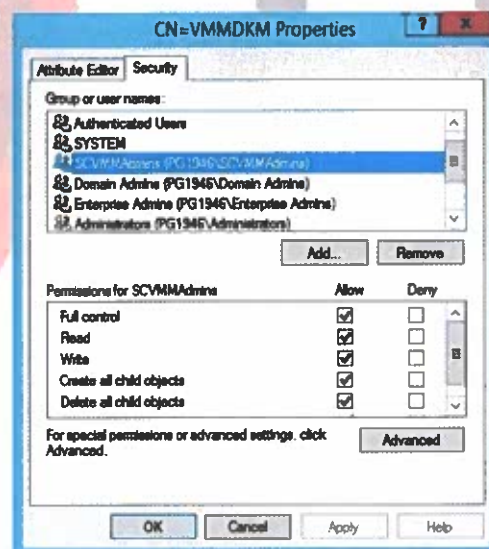 CN=VMMDKM Properties
?
x
Attribute Editor
Security
Group or user names:
Authenticated Users
SYSTEM
SCVMMAdmins (PG1946\SCVMMAdmins)
Domain Admins (PG1946\Domain Admins)
Enterprise Admins (PG1946\Enterprise Admins)
Administrators (PG1946\Administrators)
Add...
Remove
Permissions for SCVMMAdmins
Allow
Deny
Full control
Read
Write
Create all child objects
Delete all child objects
For special permissions or advanced settings, click
Advanced.
Advanced
OK
Cancel
Apply
Help